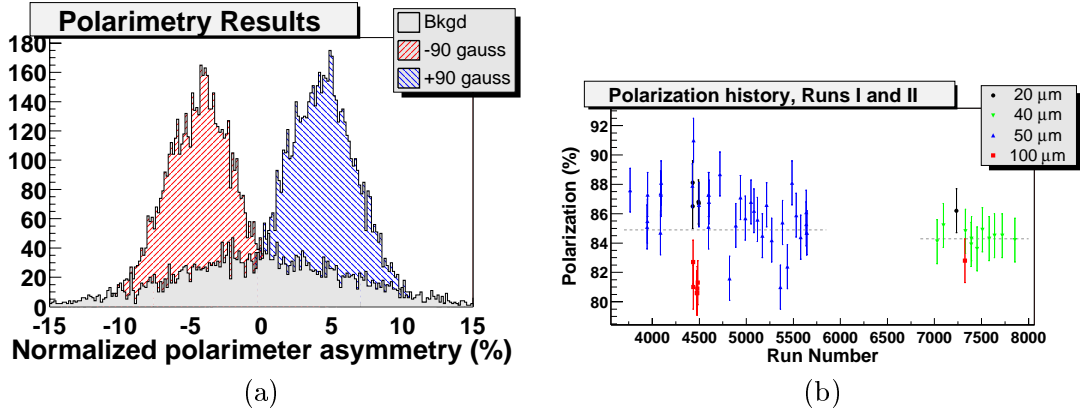 Polarimetry Results
Bkgd
-90 gauss
+90 gauss
180
160
140
120
100
80
60
40
20
0
-15 -10 -5 0 5 10 15
Normalized polarimeter asymmetry (%)
(a)
Polarization history, Runs I and II
20 μm
40 μm
50 μm
100 μm
Polarization (%)
92
90
88
86
84
82
80
4000 4500 5000 5500 6000 6500 7000 7500 8000
Run Number
(b)